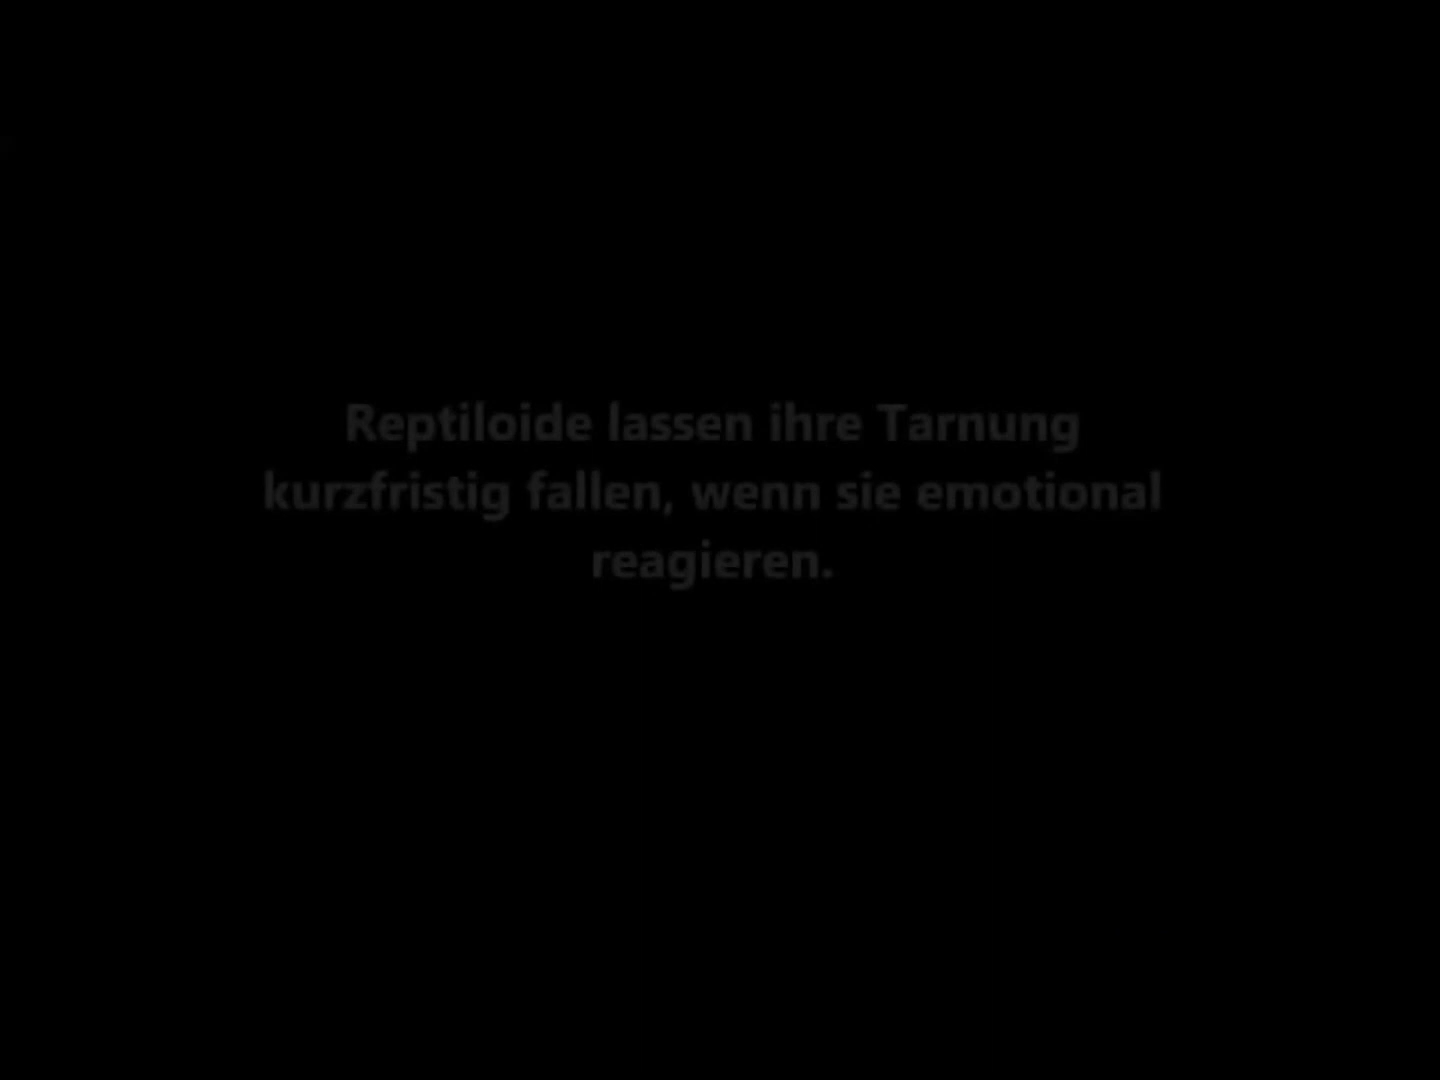 Reptiloide lassen ihre Tarnung
kurzfristig fallen, wenn sie emotional
reagieren.